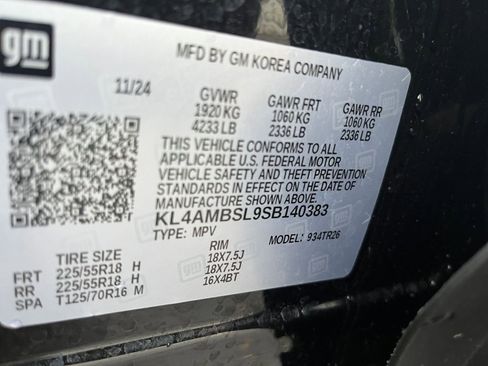 gm
MFD BY GM KOREA COMPANY
11/24
GVWR GAWR FRT GAWR RR
1920 KG 1060 KG 1060 KG
4233 LB 2336 LB 2336 LB
THIS VEHICLE CONFORMS TO ALL
APPLICABLE U.S. FEDERAL MOTOR
VEHICLE SAFETY AND THEFT PREVENTION
STANDARDS IN EFFECT ON THE DATE OF
MANUFACTURE SHOWN ABOVE.
KL4AMBSL9SB140383
TYPE: MPV MODEL: 934TR26
TIRE SIZE RIM
FRT 225/55R18 H 18X7.5J
RR 225/55R18 H 18X7.5J
SPA T125/70R16 M 16X4BT